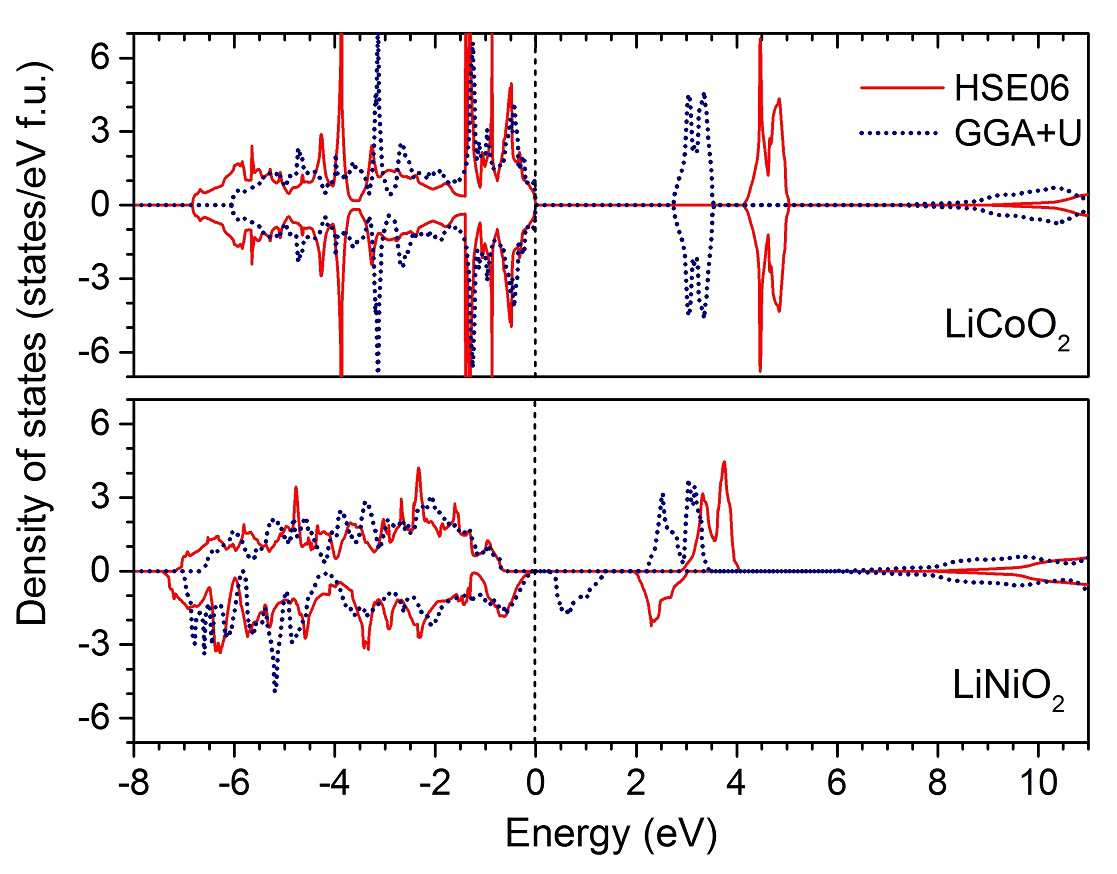 Density of states (states/eV f.u.)
6
3
0
-3
-6
HSE06
GGA+U
LiCoO₂
6
3
0
-3
-6
LiNiO₂
-8 -6 -4 -2 0 2 4 6 8 10
Energy (eV)